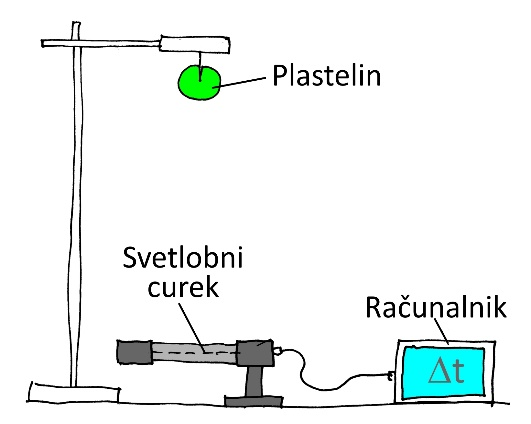 Plastelin
Svetlobni
curek
Računalnik
Δt